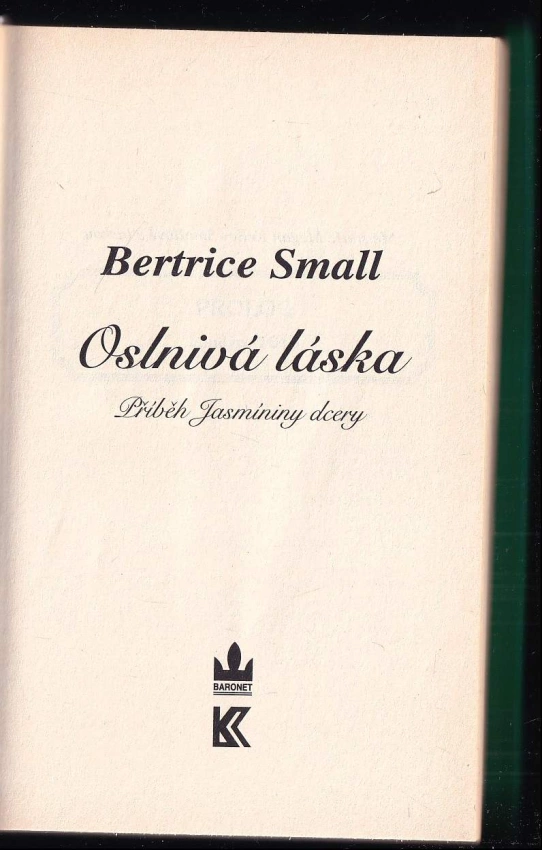 Bertrice Small
Oslnivá láska
Příběh Jasmíniny dcery
BARONET